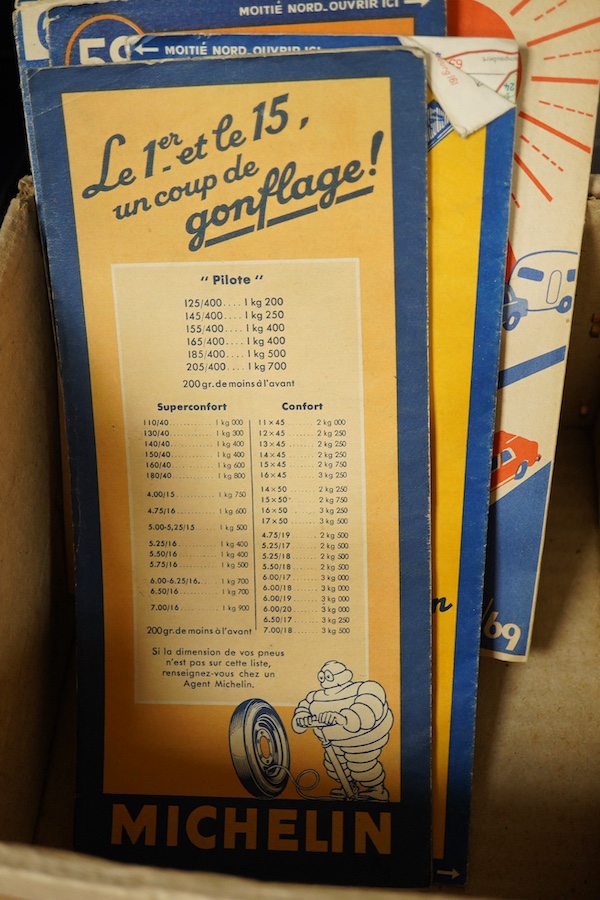 MOITIÉ NORD_OUVRIR ICI
59
MOITIÉ NORD_OUVRIR ICI
69
Le 1er et le 15,
un coup de
gonflage!
"Pilote"
125/400.... 1 kg 200
145/400.... 1 kg 250
155/400.... 1 kg 400
165/400.... 1 kg 400
185/400.... 1 kg 500
205/400.... 1 kg 700
200 gr. de moins à l'avant
Superconfort
110/40 1 kg 000
130/40 1 kg 300
140/40 1 kg 400
150/40 1 kg 400
160/40 1 kg 600
180/40 1 kg 800
4.00/15 1 kg 750
4.75/16 1 kg 600
5.00-5,25/15 1 kg 500
5.25/16 1 kg 400
5.50/16 1 kg 400
5.75/16 1 kg 500
6.00-6.25/16 1 kg 700
6.50/16 1 kg 700
7.00/16 1 kg 900
200 gr. de moins à l'avant
Confort
11 × 45 2 kg 000
12 × 45 2 kg 250
13 × 45 2 kg 250
14 × 45 2 kg 250
15 × 45 2 kg 750
16 × 45 3 kg 250
14 × 50 2 kg 250
15 × 50 2 kg 750
16 × 50 3 kg 250
17 × 50 3 kg 500
4.75/19 2 kg 500
5.25/17 2 kg 500
5.25/18 2 kg 500
5.50/18 2 kg 500
6.00/17 3 kg 000
6.00/18 3 kg 000
6.00/19 3 kg 000
6.00/20 3 kg 000
6.50/17 3 kg 250
7.00/18 3 kg 500
Si la dimension de vos pneus
n'est pas sur cette liste,
renseignez-vous chez un
Agent Michelin.
MICHELIN
n
/69